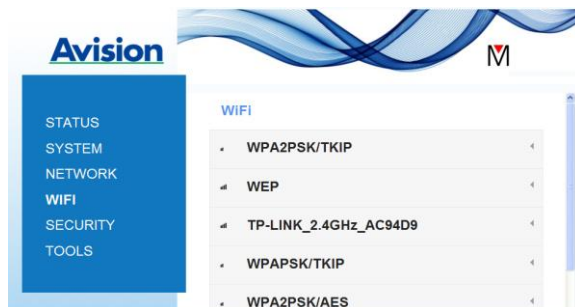 Avision
M
STATUS
SYSTEM
NETWORK
WIFI
SECURITY
TOOLS
WiFi
WPA2PSK/TKIP
WEP
TP-LINK_2.4GHz_AC94D9
WPAPSK/TKIP
WPA2PSK/AES